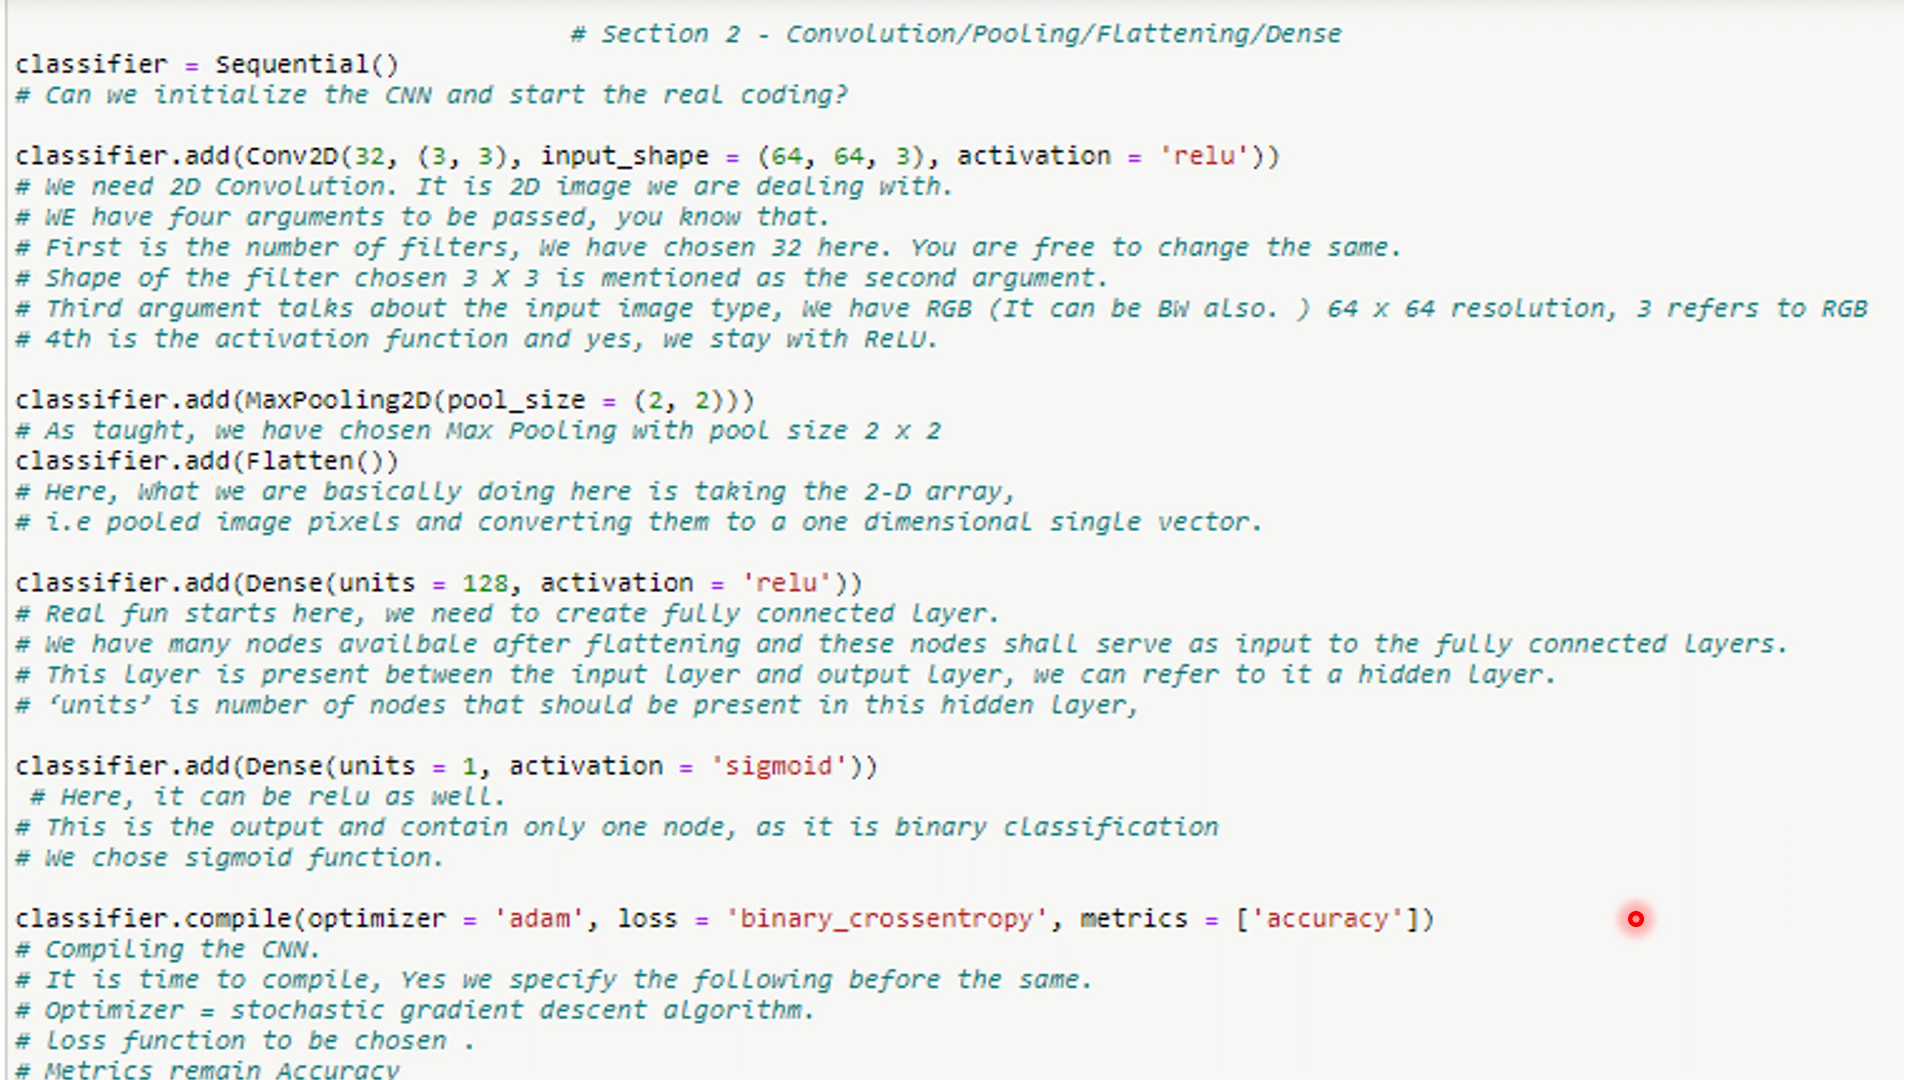 # Section 2 - Convolution/Pooling/Flattening/Dense
classifier = Sequential()
# Can we initialize the CNN and start the real coding?
classifier.add(Conv2D(32, (3, 3), input_shape = (64, 64, 3), activation = 'relu'))
# We need 2D Convolution. It is 2D image we are dealing with.
# WE have four arguments to be passed, you know that.
# First is the number of filters, We have chosen 32 here. You are free to change the same.
# Shape of the filter chosen 3 X 3 is mentioned as the second argument.
# Third argument talks about the input image type, We have RGB (It can be BW also. ) 64 x 64 resolution, 3 refers to RGB
# 4th is the activation function and yes, we stay with ReLU.
classifier.add(MaxPooling2D(pool_size = (2, 2)))
# As taught, we have chosen Max Pooling with pool size 2 x 2
classifier.add(Flatten())
# Here, What we are basically doing here is taking the 2-D array,
# i.e pooled image pixels and converting them to a one dimensional single vector.
classifier.add(Dense(units = 128, activation = 'relu'))
# Real fun starts here, we need to create fully connected layer.
# We have many nodes availbale after flattening and these nodes shall serve as input to the fully connected layers.
# This layer is present between the input layer and output layer, we can refer to it a hidden layer.
# ‘units’ is number of nodes that should be present in this hidden layer,
classifier.add(Dense(units = 1, activation = 'sigmoid'))
# Here, it can be relu as well.
# This is the output and contain only one node, as it is binary classification
# We chose sigmoid function.
classifier.compile(optimizer = 'adam', loss = 'binary_crossentropy', metrics = ['accuracy'])
# Compiling the CNN.
# It is time to compile, Yes we specify the following before the same.
# Optimizer = stochastic gradient descent algorithm.
# loss function to be chosen .
# Metrics remain Accuracy